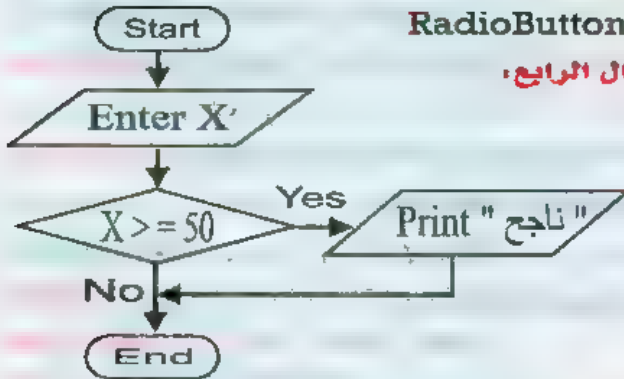 RadioButton
ال الرابع:
Start
Enter X
X >= 50
Yes
Print " ناجح "
No
End